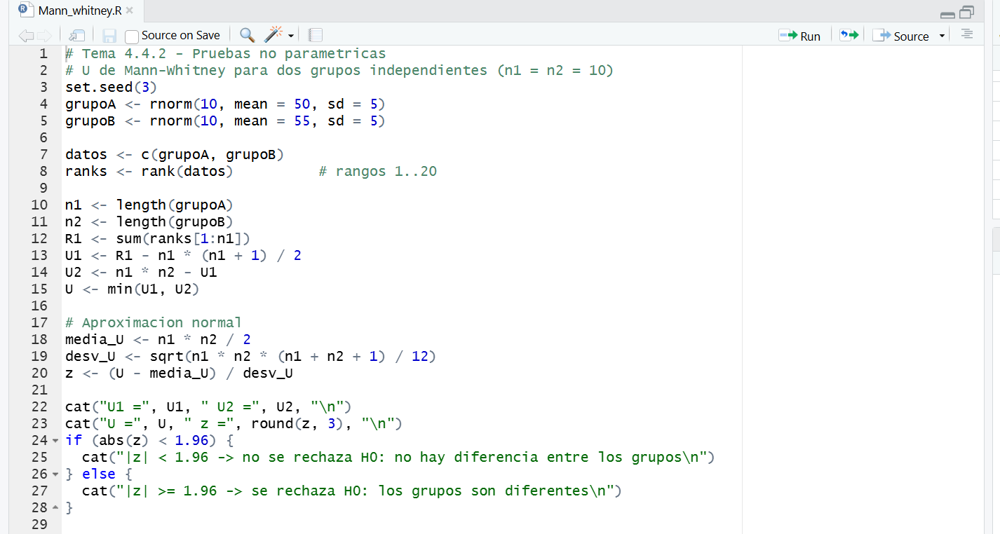 Mann_whitney.R
Source on Save
Run
Source
1 # Tema 4.4.2 - Pruebas no parametricas
2 # U de Mann-Whitney para dos grupos independientes (n1 = n2 = 10)
3 set.seed(3)
4 grupoA <- rnorm(10, mean = 50, sd = 5)
5 grupoB <- rnorm(10, mean = 55, sd = 5)
6
7 datos <- c(grupoA, grupoB)
8 ranks <- rank(datos)          # rangos 1..20
9
10 n1 <- length(grupoA)
11 n2 <- length(grupoB)
12 R1 <- sum(ranks[1:n1])
13 U1 <- R1 - n1 * (n1 + 1) / 2
14 U2 <- n1 * n2 - U1
15 U <- min(U1, U2)
16
17 # Aproximacion normal
18 media_U <- n1 * n2 / 2
19 desv_U <- sqrt(n1 * n2 * (n1 + n2 + 1) / 12)
20 z <- (U - media_U) / desv_U
21
22 cat("U1 =", U1, " U2 =", U2, "\n")
23 cat("U =", U, " z =", round(z, 3), "\n")
24 if (abs(z) < 1.96) {
25   cat("|z| < 1.96 -> no se rechaza H0: no hay diferencia entre los grupos\n")
26 } else {
27   cat("|z| >= 1.96 -> se rechaza H0: los grupos son diferentes\n")
28 }
29